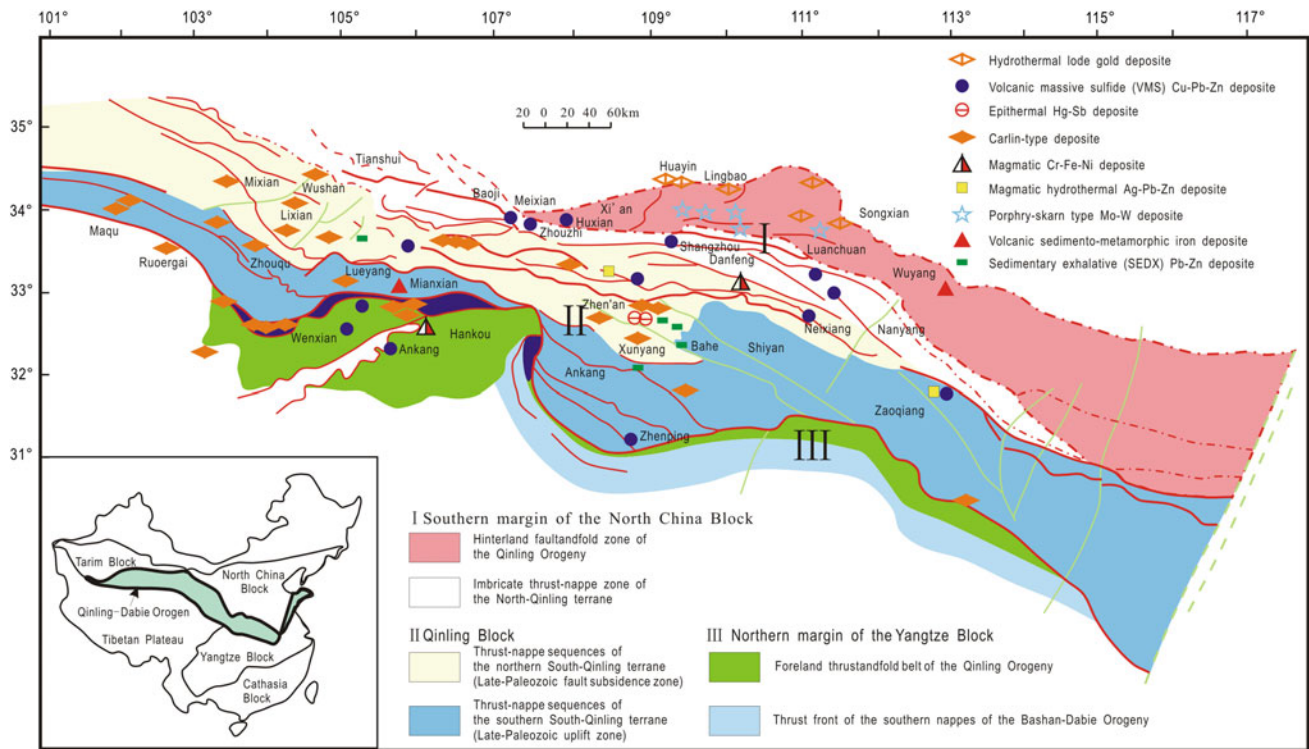 101° 103° 105° 107° 109° 111° 113° 115° 117°
35°
34°
33°
32°
31°
20 0 20 60km
Hydrothermal lode gold deposite
Volcanic massive sulfide (VMS) Cu-Pb-Zn deposite
Epithermal Hg-Sb deposite
Carlin-type deposite
Magmatic Cr-Fe-Ni deposite
Magmatic hydrothermal Ag-Pb-Zn deposite
Porphry-skarn type Mo-W deposite
Volcanic sedimento-metamorphic iron deposite
Sedimentary exhalative (SEDX) Pb-Zn deposite
Tianshui
Huayin
Lingbao
Mixian
Wushan
Baoji
Meixian
Xi' an
Songxian
Lixian
Zhouzhi
Huxian
I
Maqu
Shangzhou
Luanchuan
Ruoergai
Zhouqu
Danfeng
Wuyang
Lueyang
Mianxian
Zhen'an
II
Neixiang
Nanyang
Wenxian
Hankou
Ankang
Xunyang
Bahe
Shiyan
Ankang
Zaoqiang
Zhenping
III
Tarim Block
North China
Block
Qinling-Dabie Orogen
Tibetan Plateau
Yangtze Block
Cathasia
Block
I Southern margin of the North China Block
Hinterland faultandfold zone of
the Qinling Orogeny
Imbricate thrust-nappe zone of
the North-Qinling terrane
II Qinling Block
Thrust-nappe sequences of
the northern South-Qinling terrane
(Late-Paleozoic fault subsidence zone)
Thrust-nappe sequences of
the southern South-Qinling terrane
(Late-Paleozoic uplift zone)
III Northern margin of the Yangtze Block
Foreland thrustandfold belt of the Qinling Orogeny
Thrust front of the southern nappes of the Bashan-Dabie Orogeny